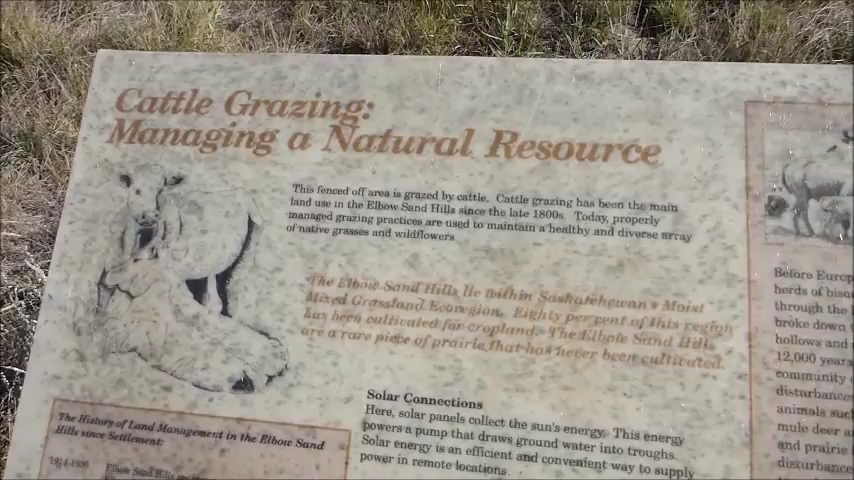 Cattle Grazing:
Managing a Natural Resource
This fenced off area is grazed by cattle. Cattle grazing has been the main
land use in the Elbow Sand Hills since the late 1800s. Today, properly
managed grazing practices are used to maintain a healthy and diverse array
of native grasses and wildflowers
The Elbow Sand Hills lie within Saskatchewan's Moist
Mixed Grassland Ecoregion. Eighty per cent of this region
has been cultivated for cropland. The Elbow Sand Hills
are a rare piece of prairie that has never been cultivated.
Solar Connections
Here, solar panels collect the sun's energy. This energy
powers a pump that draws ground water into troughs.
Solar energy is an efficient and convenient way to supply
power in remote locations.
The History of Land Management in the Elbow Sand
Hills since Settlement:
Elbow Sand Hills
Before Europ
herds of biso
through the
broke down
hollows and
12,000 years
community
disturbance
animals suc
mule deer
and prairie
disturbance